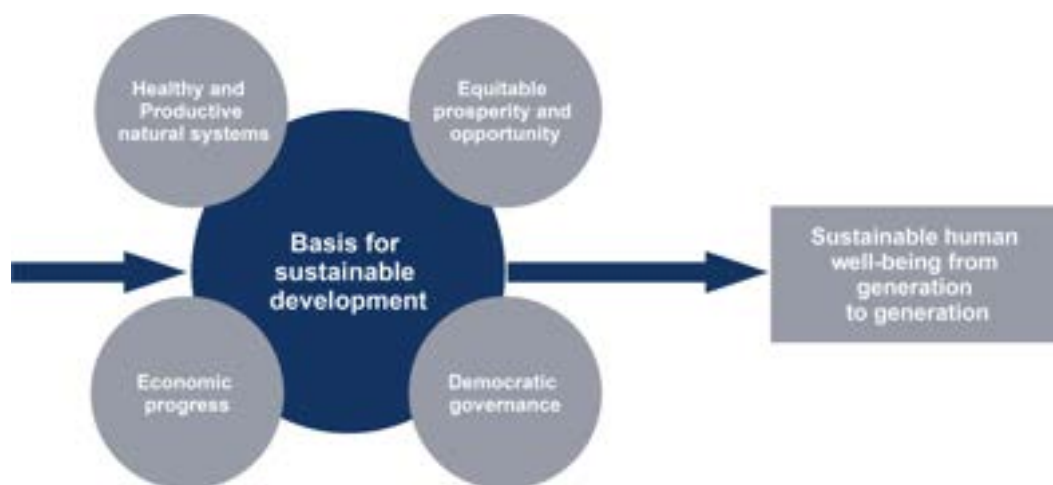 Healthy and
Productive
natural systems
Equitable
prosperity and
opportunity
Basis for
sustainable
development
Sustainable human
well-being from
generation
to generation
Economic
progress
Democratic
governance